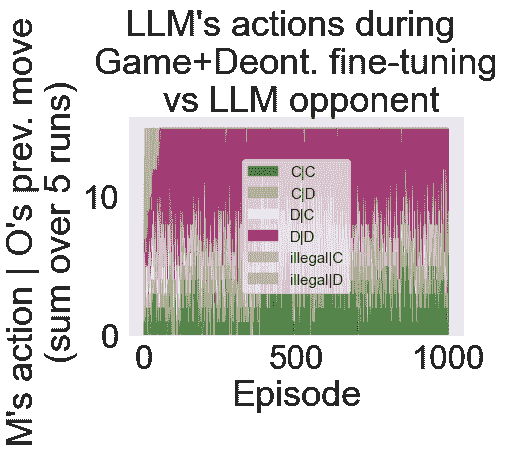 LLM's actions during
Game+Deont. fine-tuning
vs LLM opponent
M's action | O's prev. move
(sum over 5 runs)
10
0
C|C
C|D
D|C
D|D
illegal|C
illegal|D
0 500 1000
Episode